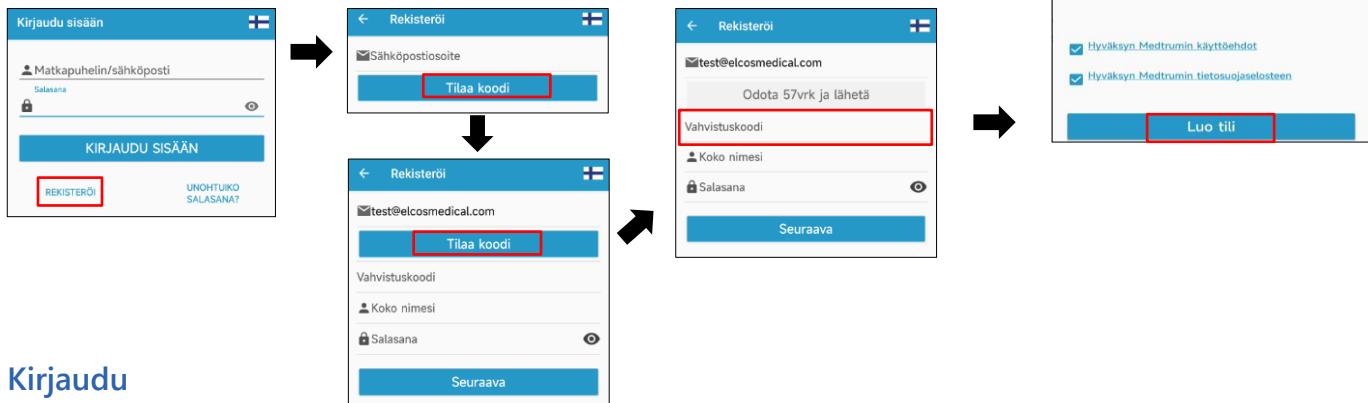 Kirjaudu sisään
Matkapuhelin/sähköposti
Salasana
KIRJAUDU SISÄÄN
REKISTERÖI
UNOHTUIKO
SALASANA?
Rekisteröi
Sähköpostiosoite
Tilaa koodi
Rekisteröi
test@elcosmedical.com
Tilaa koodi
Vahvistuskoodi
Koko nimesi
Salasana
Seuraava
Rekisteröi
test@elcosmedical.com
Odota 57vrk ja lähetä
Vahvistuskoodi
Koko nimesi
Salasana
Seuraava
Hyväksyn Medtrumin käyttöehdot
Hyväksyn Medtrumin tietosuojaselosteen
Luo tili
Kirjaudu